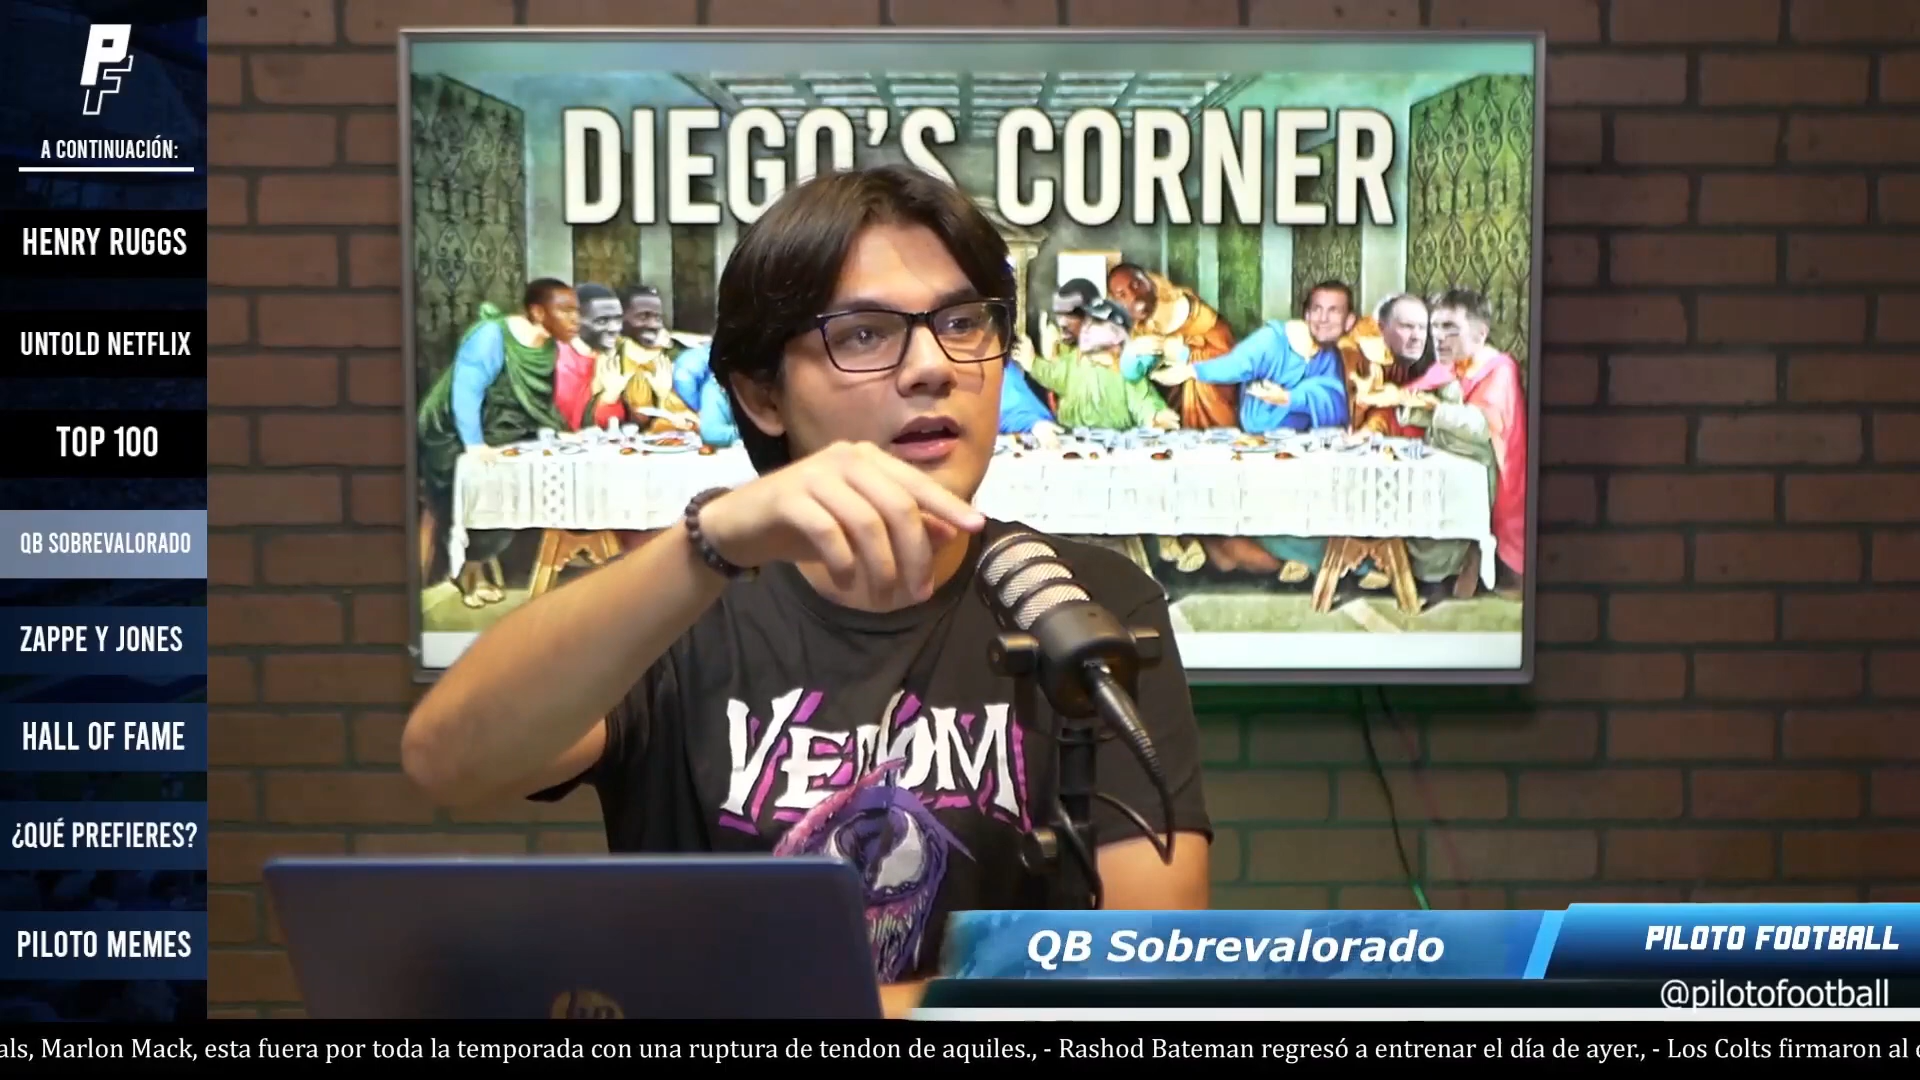 PF
A CONTINUACIÓN:
HENRY RUGGS
UNTOLD NETFLIX
TOP 100
QB SOBREVALORADO
ZAPPE Y JONES
HALL OF FAME
¿QUÉ PREFIERES?
PILOTO MEMES
DIEGO'S CORNER
VENOM
hp
QB Sobrevalorado
PILOTO FOOTBALL
@pilotofootball
als, Marlon Mack, esta fuera por toda la temporada con una ruptura de tendon de aquiles., - Rashod Bateman regresó a entrenar el día de ayer., - Los Colts firmaron al